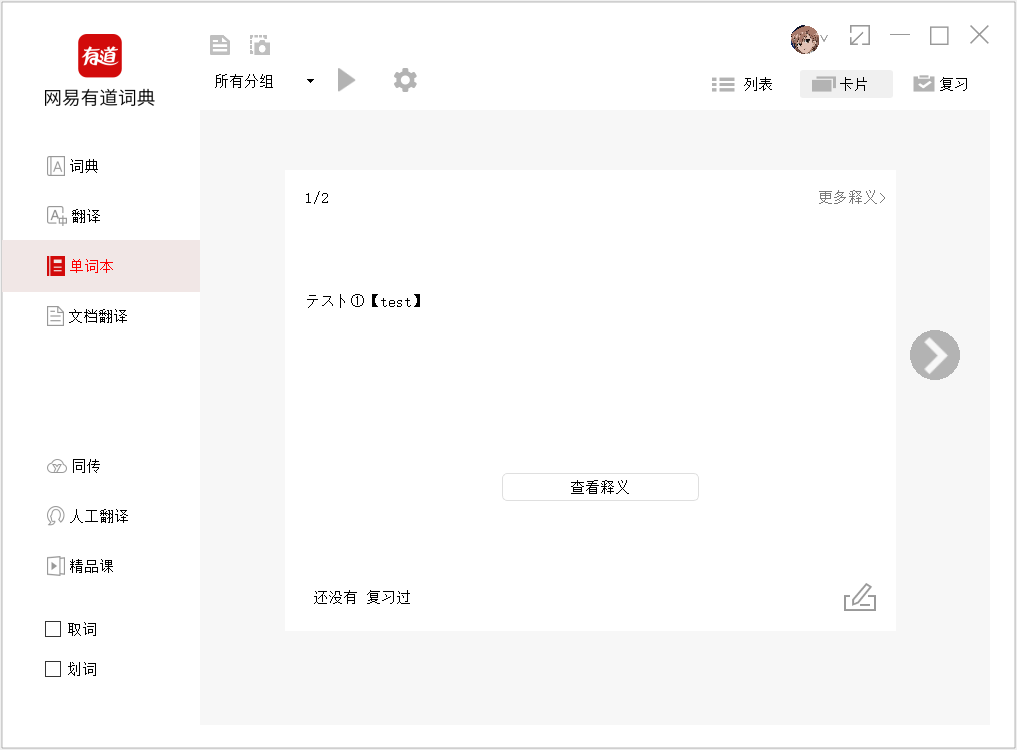 有道
网易有道词典
所有分组
列表
卡片
复习
词典
翻译
单词本
文档翻译
同传
人工翻译
精品课
取词
划词
1/2
更多释义>
テスト①【test】
查看释义
还没有 复习过